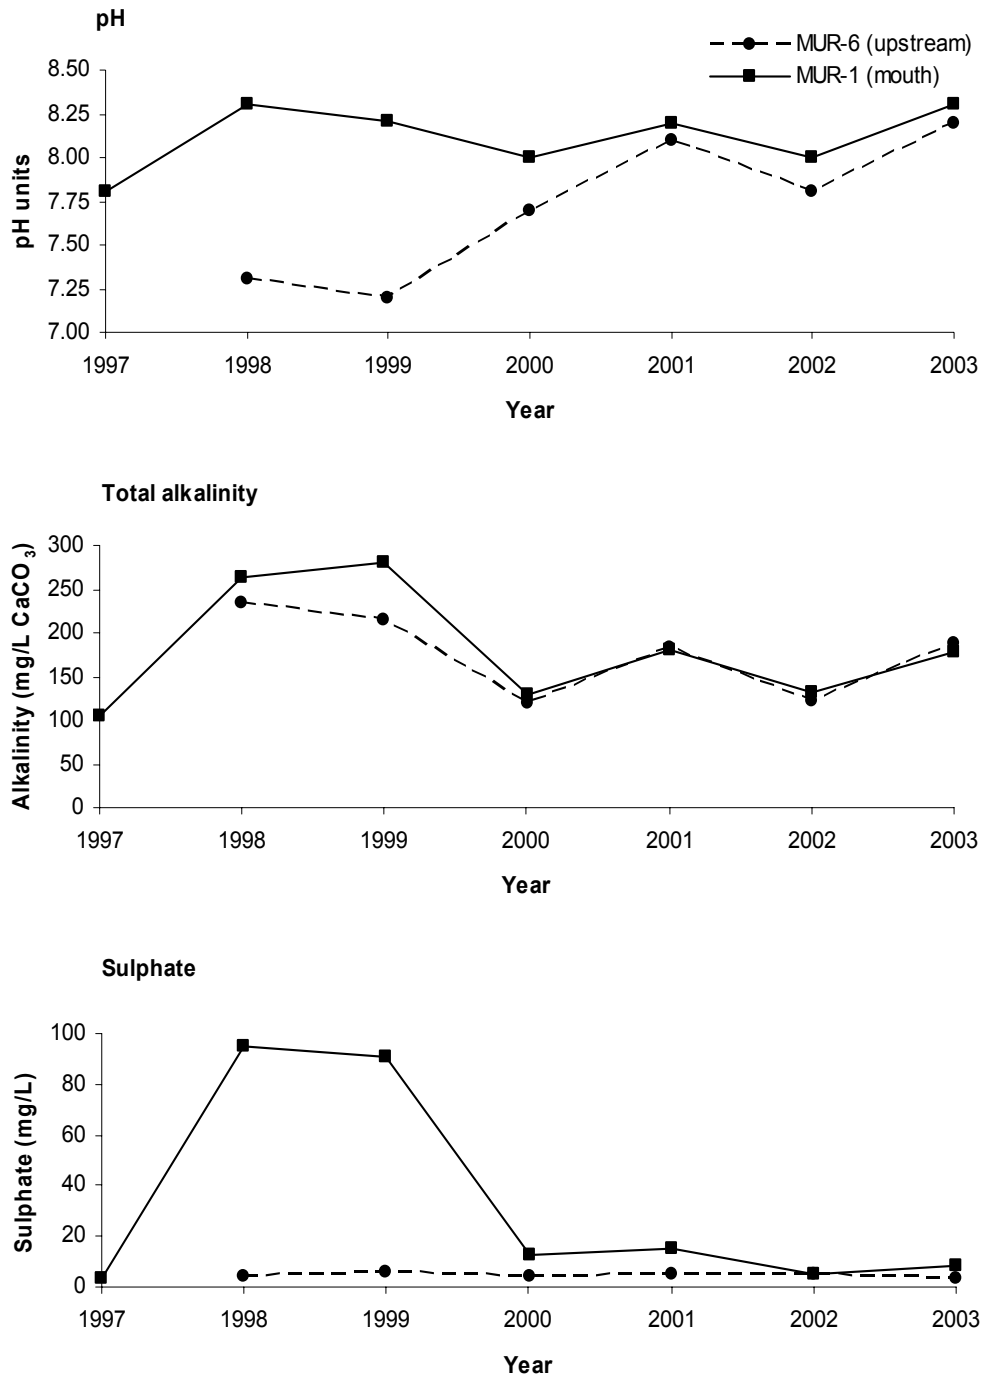 pH
MUR-6 (upstream)
MUR-1 (mouth)
8.50
8.25
8.00
7.75
7.50
7.25
7.00
pH units
1997 1998 1999 2000 2001 2002 2003
Year
Total alkalinity
300
250
200
150
100
50
0
Alkalinity (mg/L CaCO₃)
1997 1998 1999 2000 2001 2002 2003
Year
Sulphate
100
80
60
40
20
0
Sulphate (mg/L)
1997 1998 1999 2000 2001 2002 2003
Year